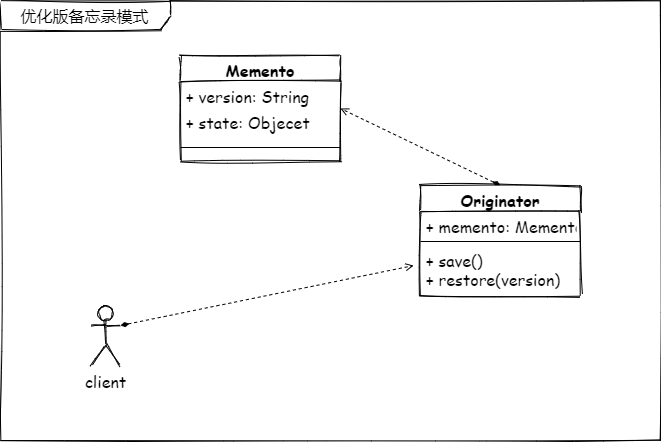 优化版备忘录模式
Memento
+ version: String
+ state: Objecet
Originator
+ memento: Mement
+ save()
+ restore(version)
client